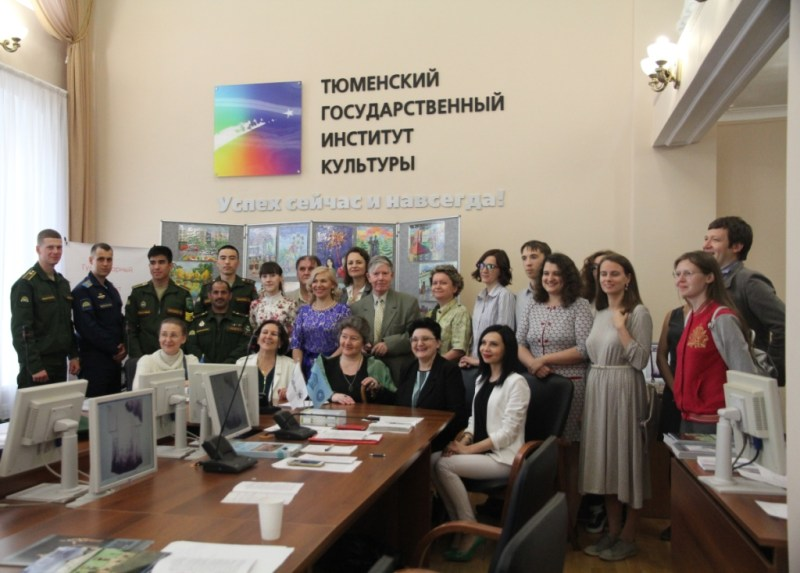 ТЮМЕНСКИЙ
ГОСУДАРСТВЕННЫЙ
ИНСТИТУТ
КУЛЬТУРЫ
Успех сейчас и навсегда!